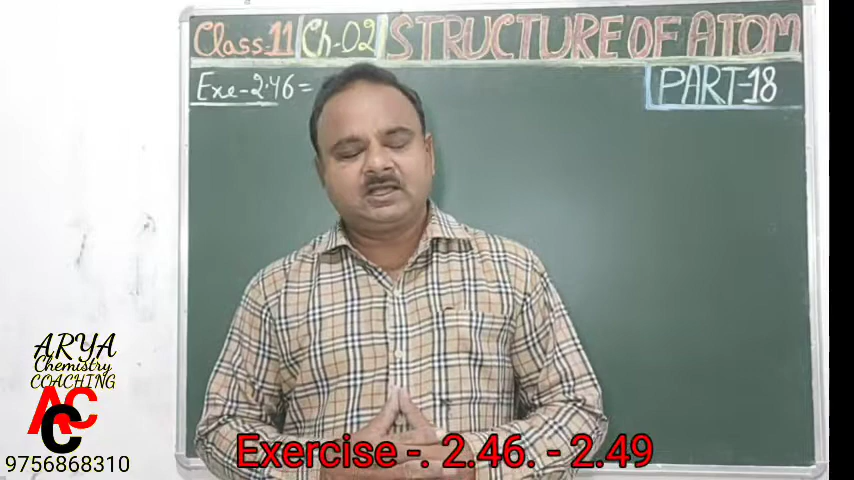 Class-11 Ch-02 STRUCTURE OF ATOM
Exe-2.46=
PART-18
ARYA
Chemistry
COACHING
ACC
9756868310
Exercise -. 2.46. - 2.49